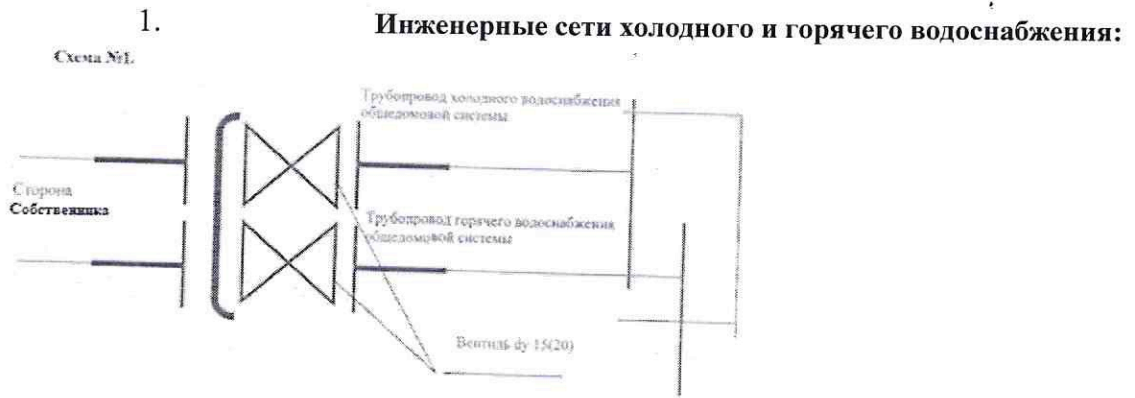 1. Инженерные сети холодного и горячего водоснабжения:
Схема №1.
Трубопровод холодного водоснабжения
общедомовой системы
Сторона
Собственника
Трубопровод горячего водоснабжения
общедомовой системы
Вентиль dy 15(20)